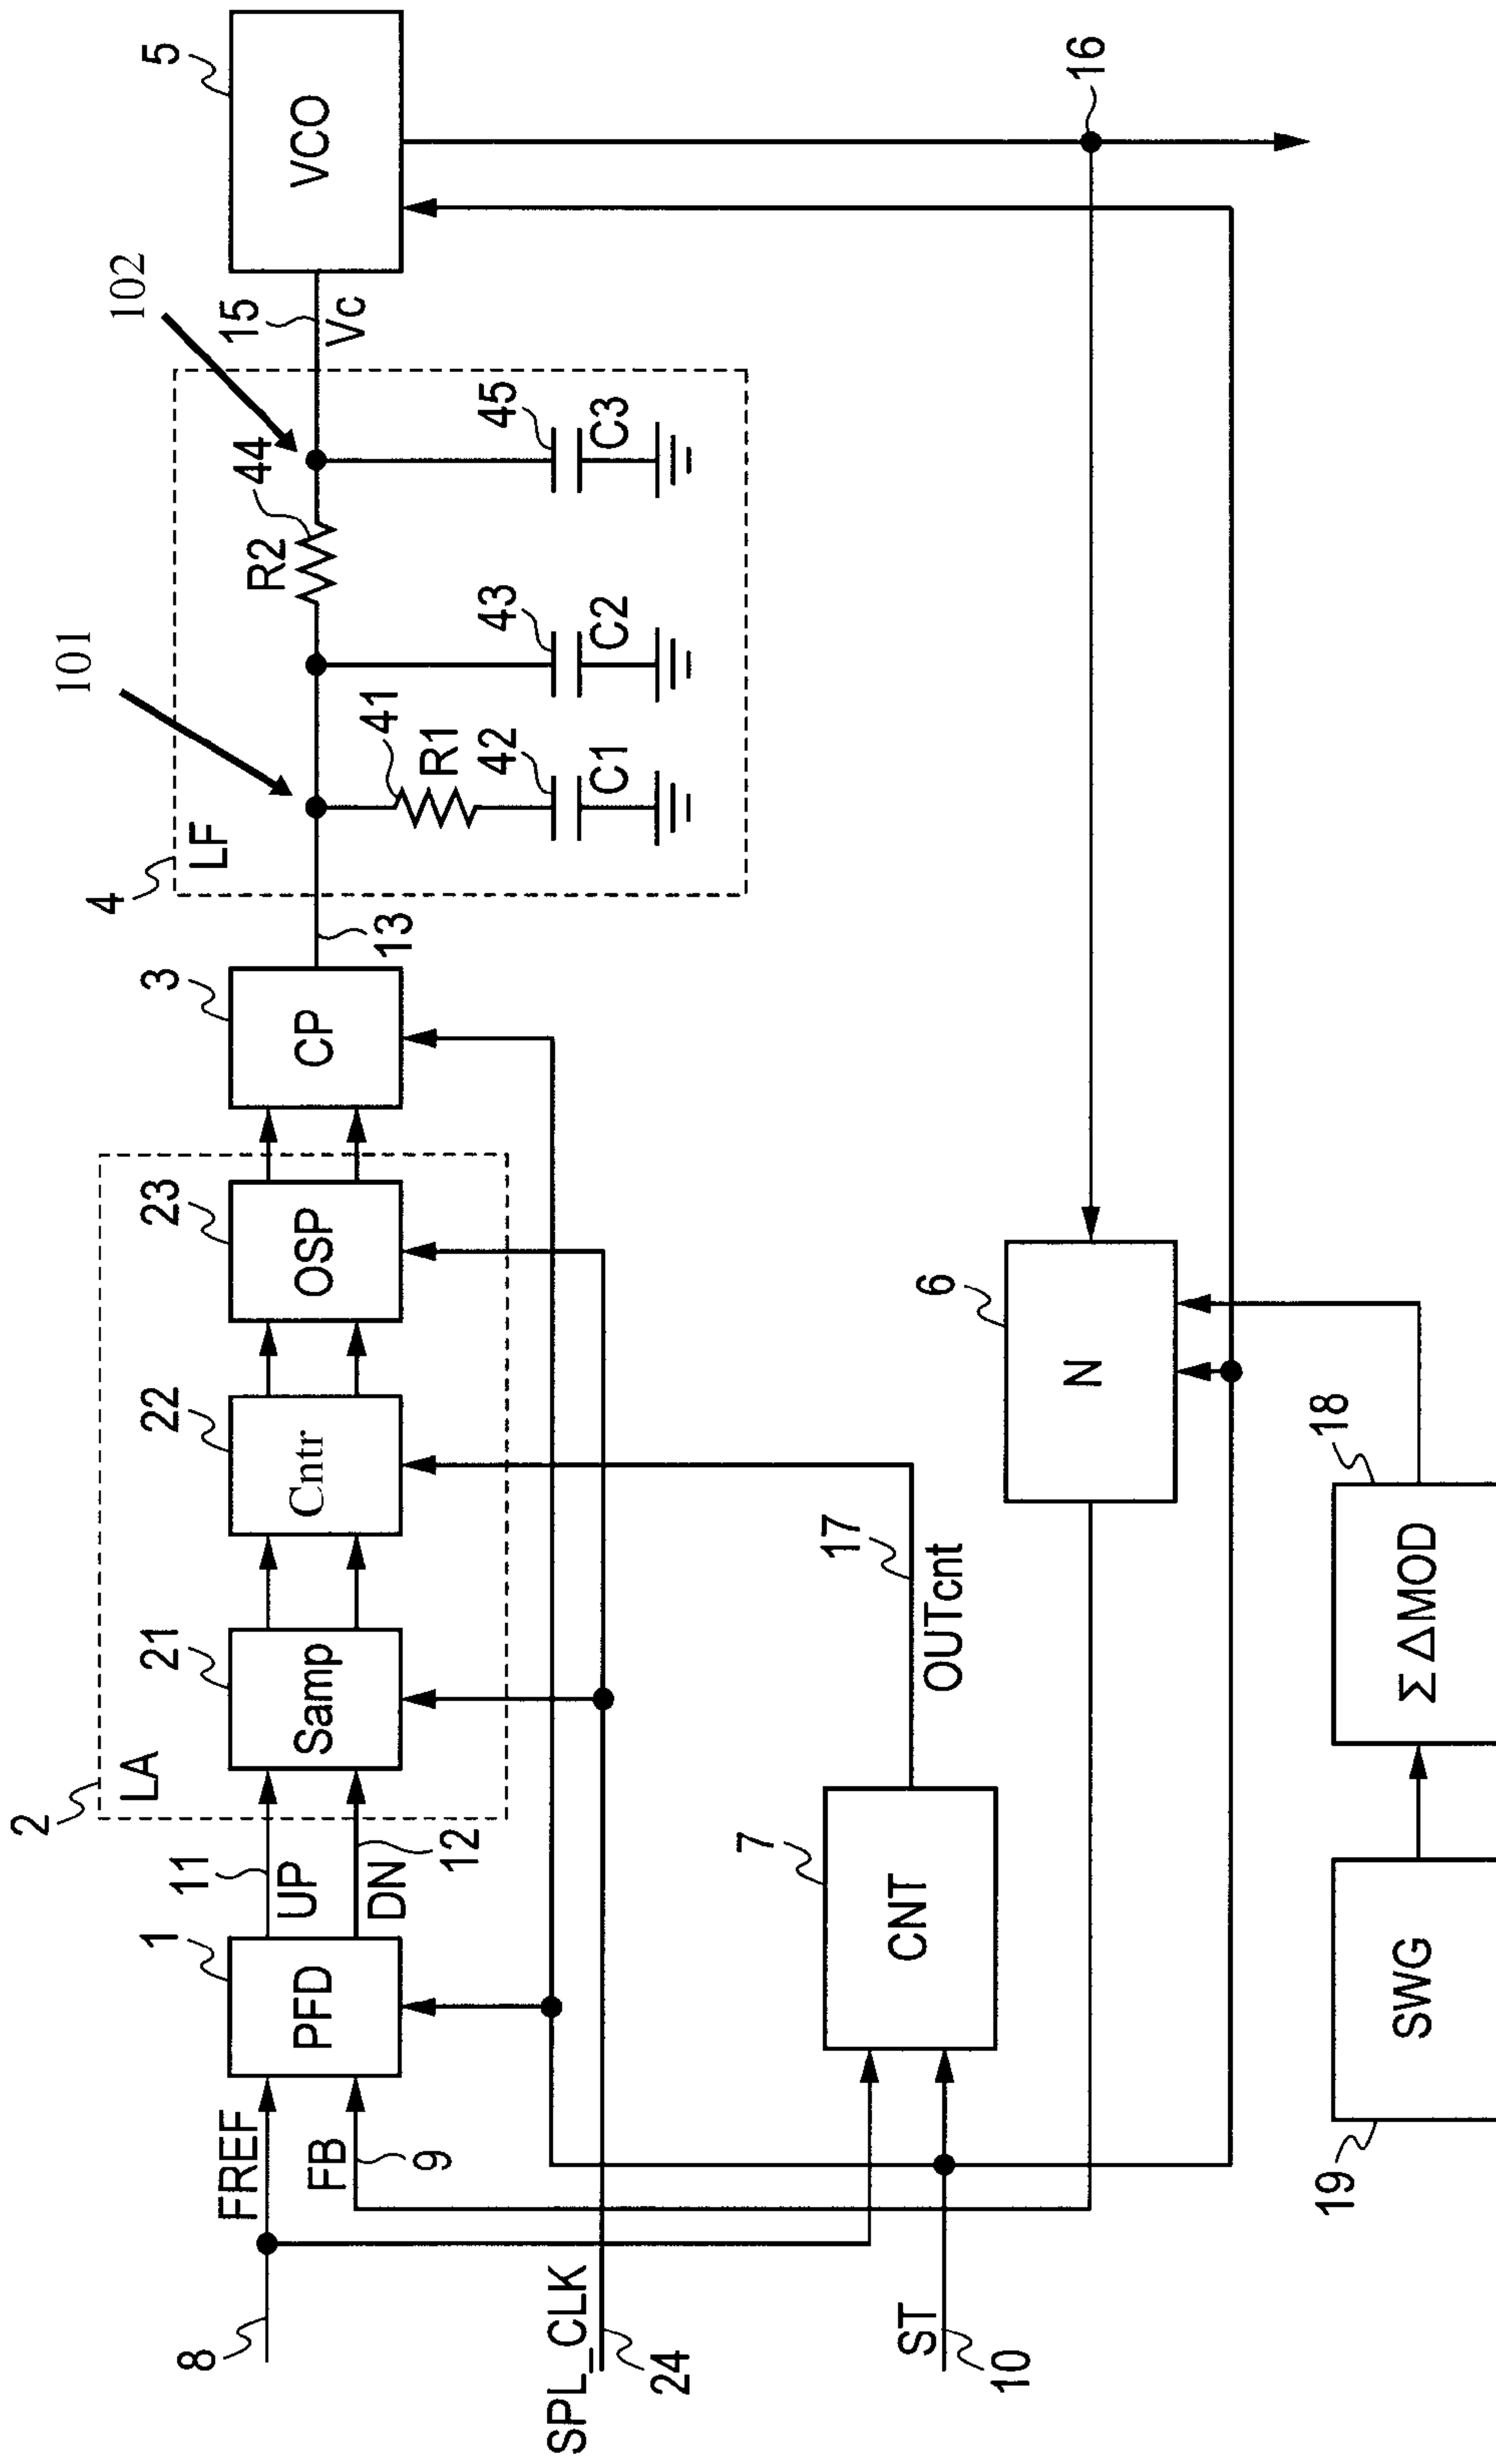 8
FREF
FB
9
SPL_CLK
24
ST
10
1
PFD
11
UP
DN
12
2
LA
21
Samp
22
Cntr
23
OSP
3
CP
13
4
LF
101
41
R1
42
C1
43
C2
R2
44
45
C3
102
15
Vc
5
VCO
16
7
CNT
17
OUTcnt
6
N
19
SWG
18
ΣΔMOD